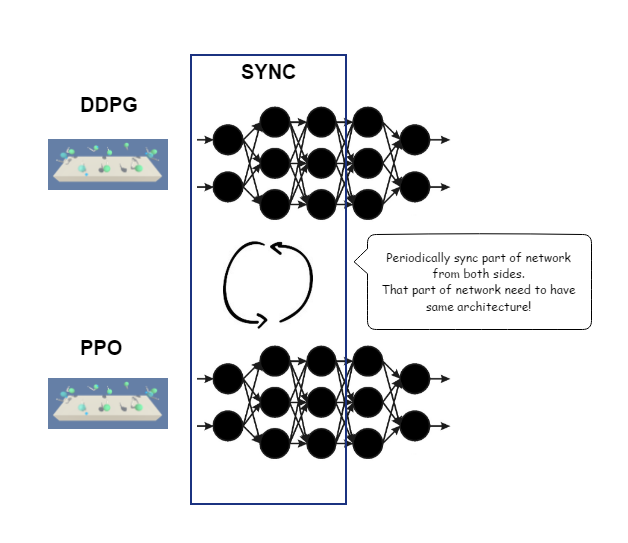 SYNC
DDPG
Periodically sync part of network
from both sides.
That part of network need to have
same architecture!
PPO